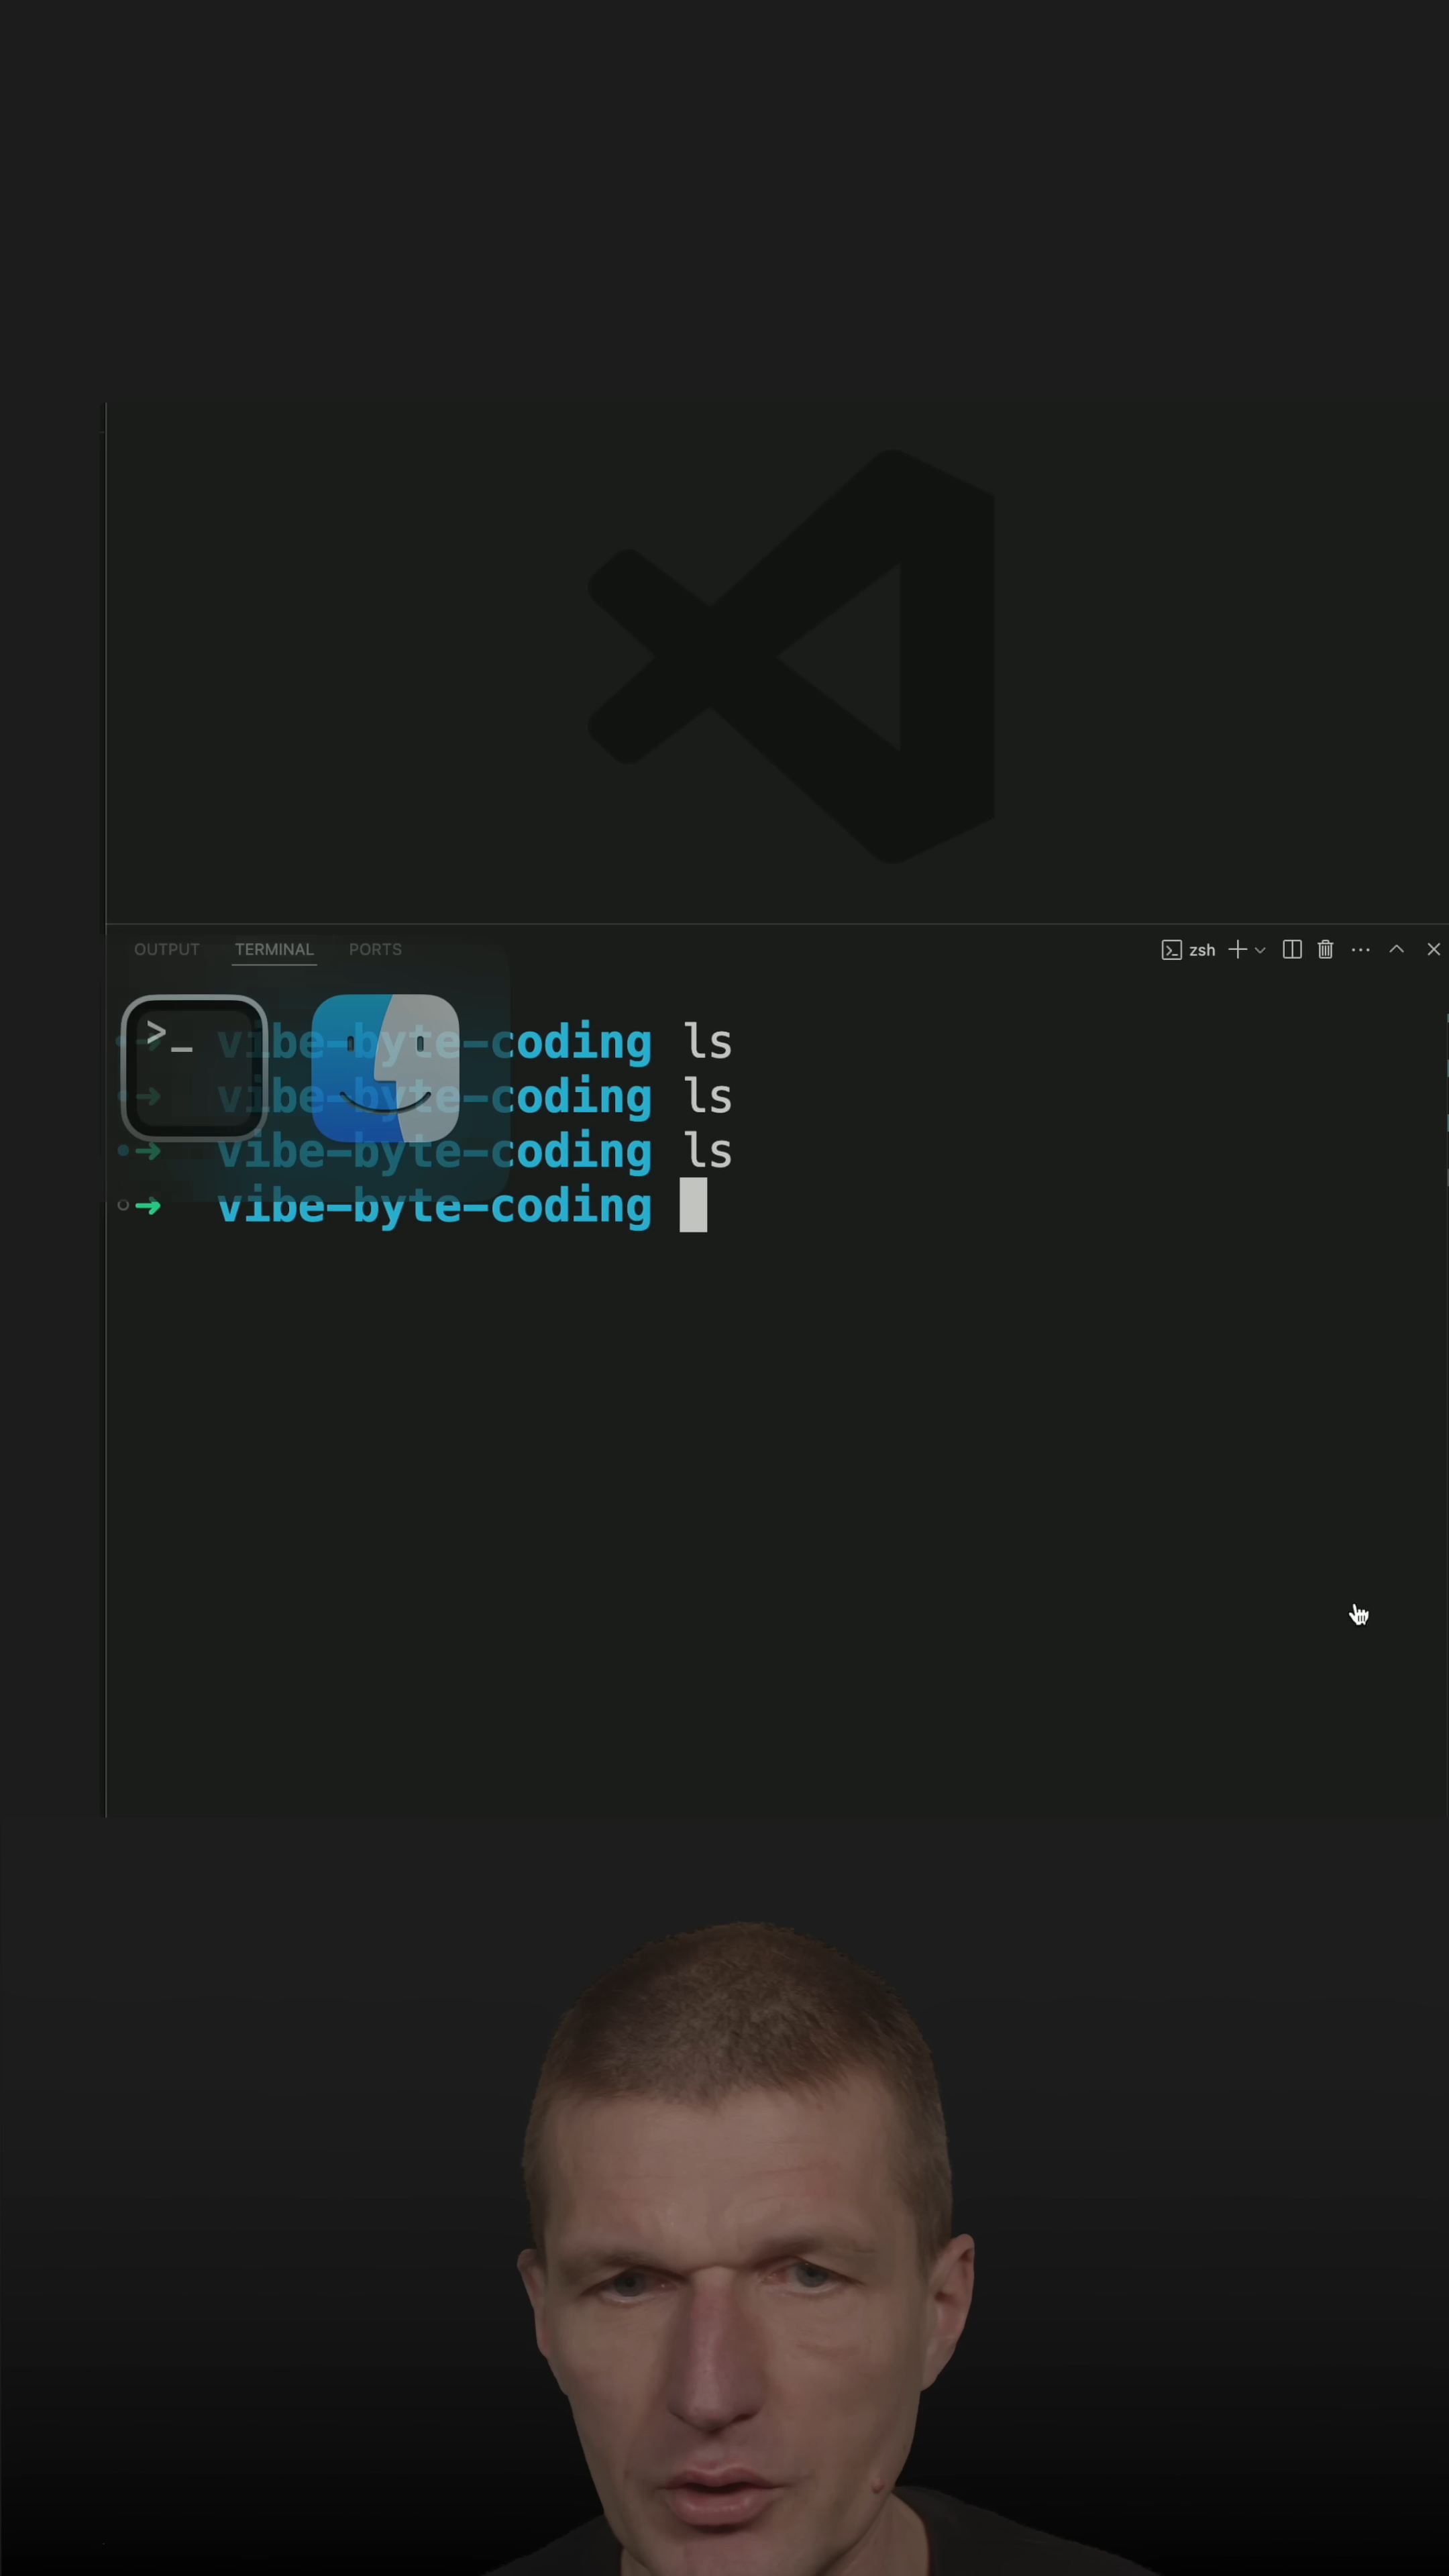 OUTPUT TERMINAL PORTS zsh
>_
➜ vibe-byte-coding ls
➜ vibe-byte-coding ls
➜ vibe-byte-coding ls
➜ vibe-byte-coding